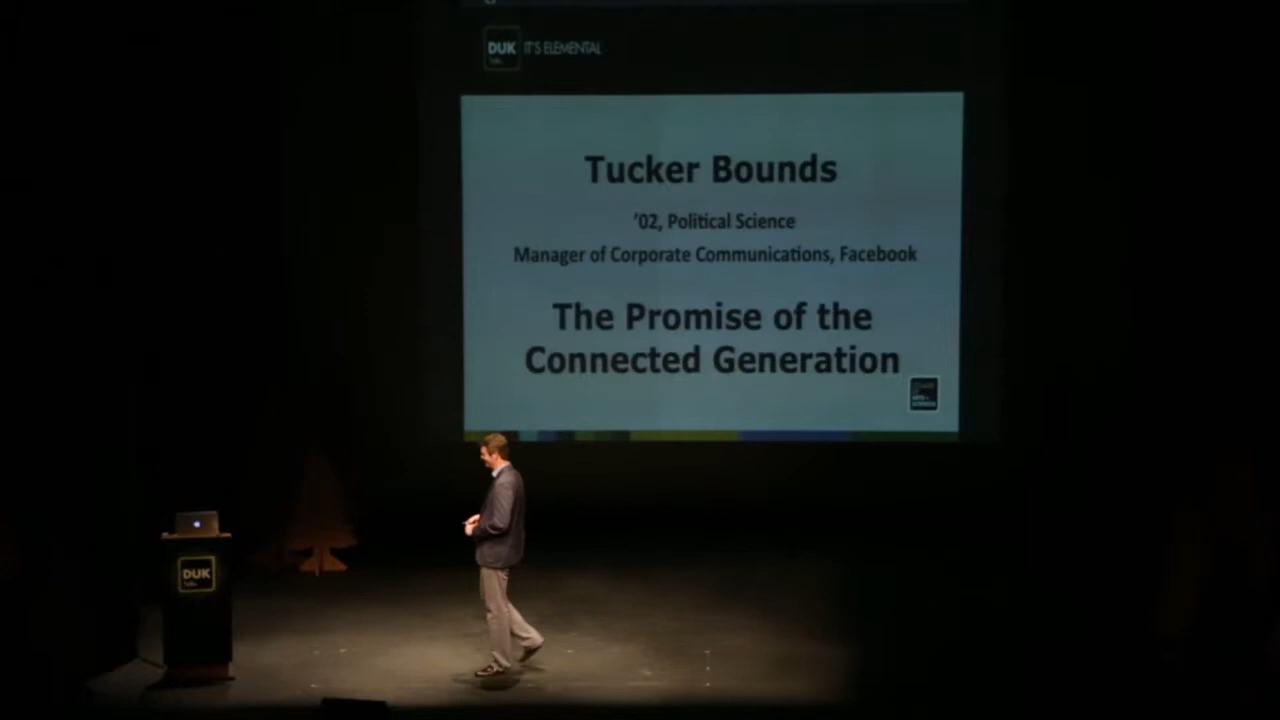 DUK IT'S ELEMENTAL
Tucker Bounds
'02, Political Science
Manager of Corporate Communications, Facebook
The Promise of the
Connected Generation
DUK